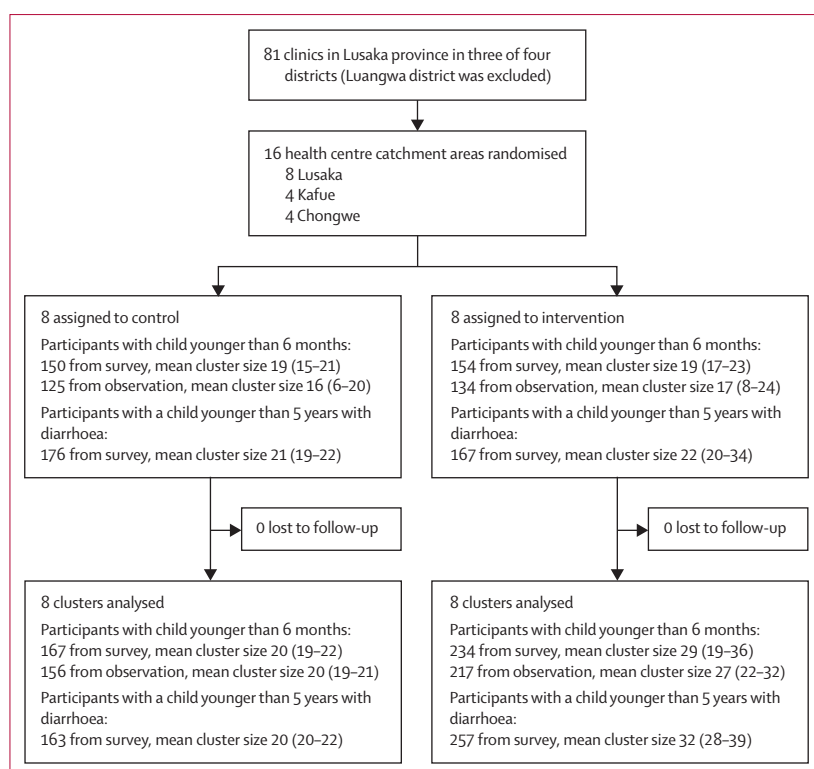 81 clinics in Lusaka province in three of four
districts (Luangwa district was excluded)
16 health centre catchment areas randomised
8 Lusaka
4 Kafue
4 Chongwe
8 assigned to control
Participants with child younger than 6 months:
150 from survey, mean cluster size 19 (15–21)
125 from observation, mean cluster size 16 (6–20)
Participants with a child younger than 5 years with
diarrhoea:
176 from survey, mean cluster size 21 (19–22)
8 assigned to intervention
Participants with child younger than 6 months:
154 from survey, mean cluster size 19 (17–23)
134 from observation, mean cluster size 17 (8–24)
Participants with a child younger than 5 years with
diarrhoea:
167 from survey, mean cluster size 22 (20–34)
0 lost to follow-up
0 lost to follow-up
8 clusters analysed
Participants with child younger than 6 months:
167 from survey, mean cluster size 20 (19–22)
156 from observation, mean cluster size 20 (19–21)
Participants with a child younger than 5 years with
diarrhoea:
163 from survey, mean cluster size 20 (20–22)
8 clusters analysed
Participants with child younger than 6 months:
234 from survey, mean cluster size 29 (19–36)
217 from observation, mean cluster size 27 (22–32)
Participants with a child younger than 5 years with
diarrhoea:
257 from survey, mean cluster size 32 (28–39)